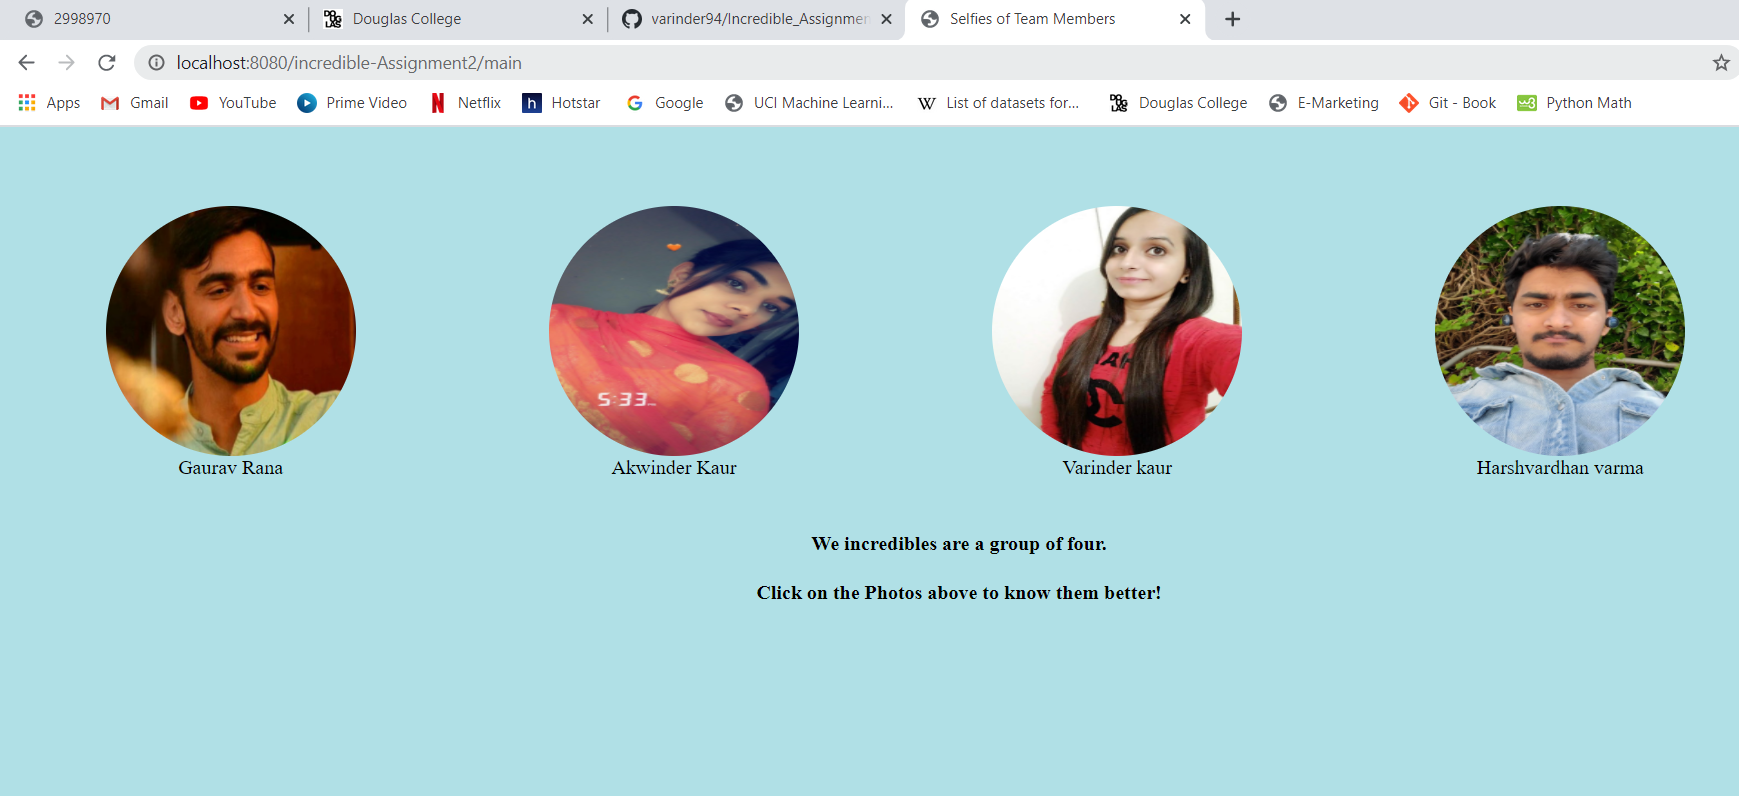 2998970
Douglas College
varinder94/Incredible_Assignmen
Selfies of Team Members
localhost:8080/incredible-Assignment2/main
Apps
Gmail
YouTube
Prime Video
Netflix
h
Hotstar
Google
UCI Machine Learni...
W
List of datasets for...
Douglas College
E-Marketing
Git - Book
Python Math
5:33
Gaurav Rana
Akwinder Kaur
Varinder kaur
Harshvardhan varma
We incredibles are a group of four.
Click on the Photos above to know them better!